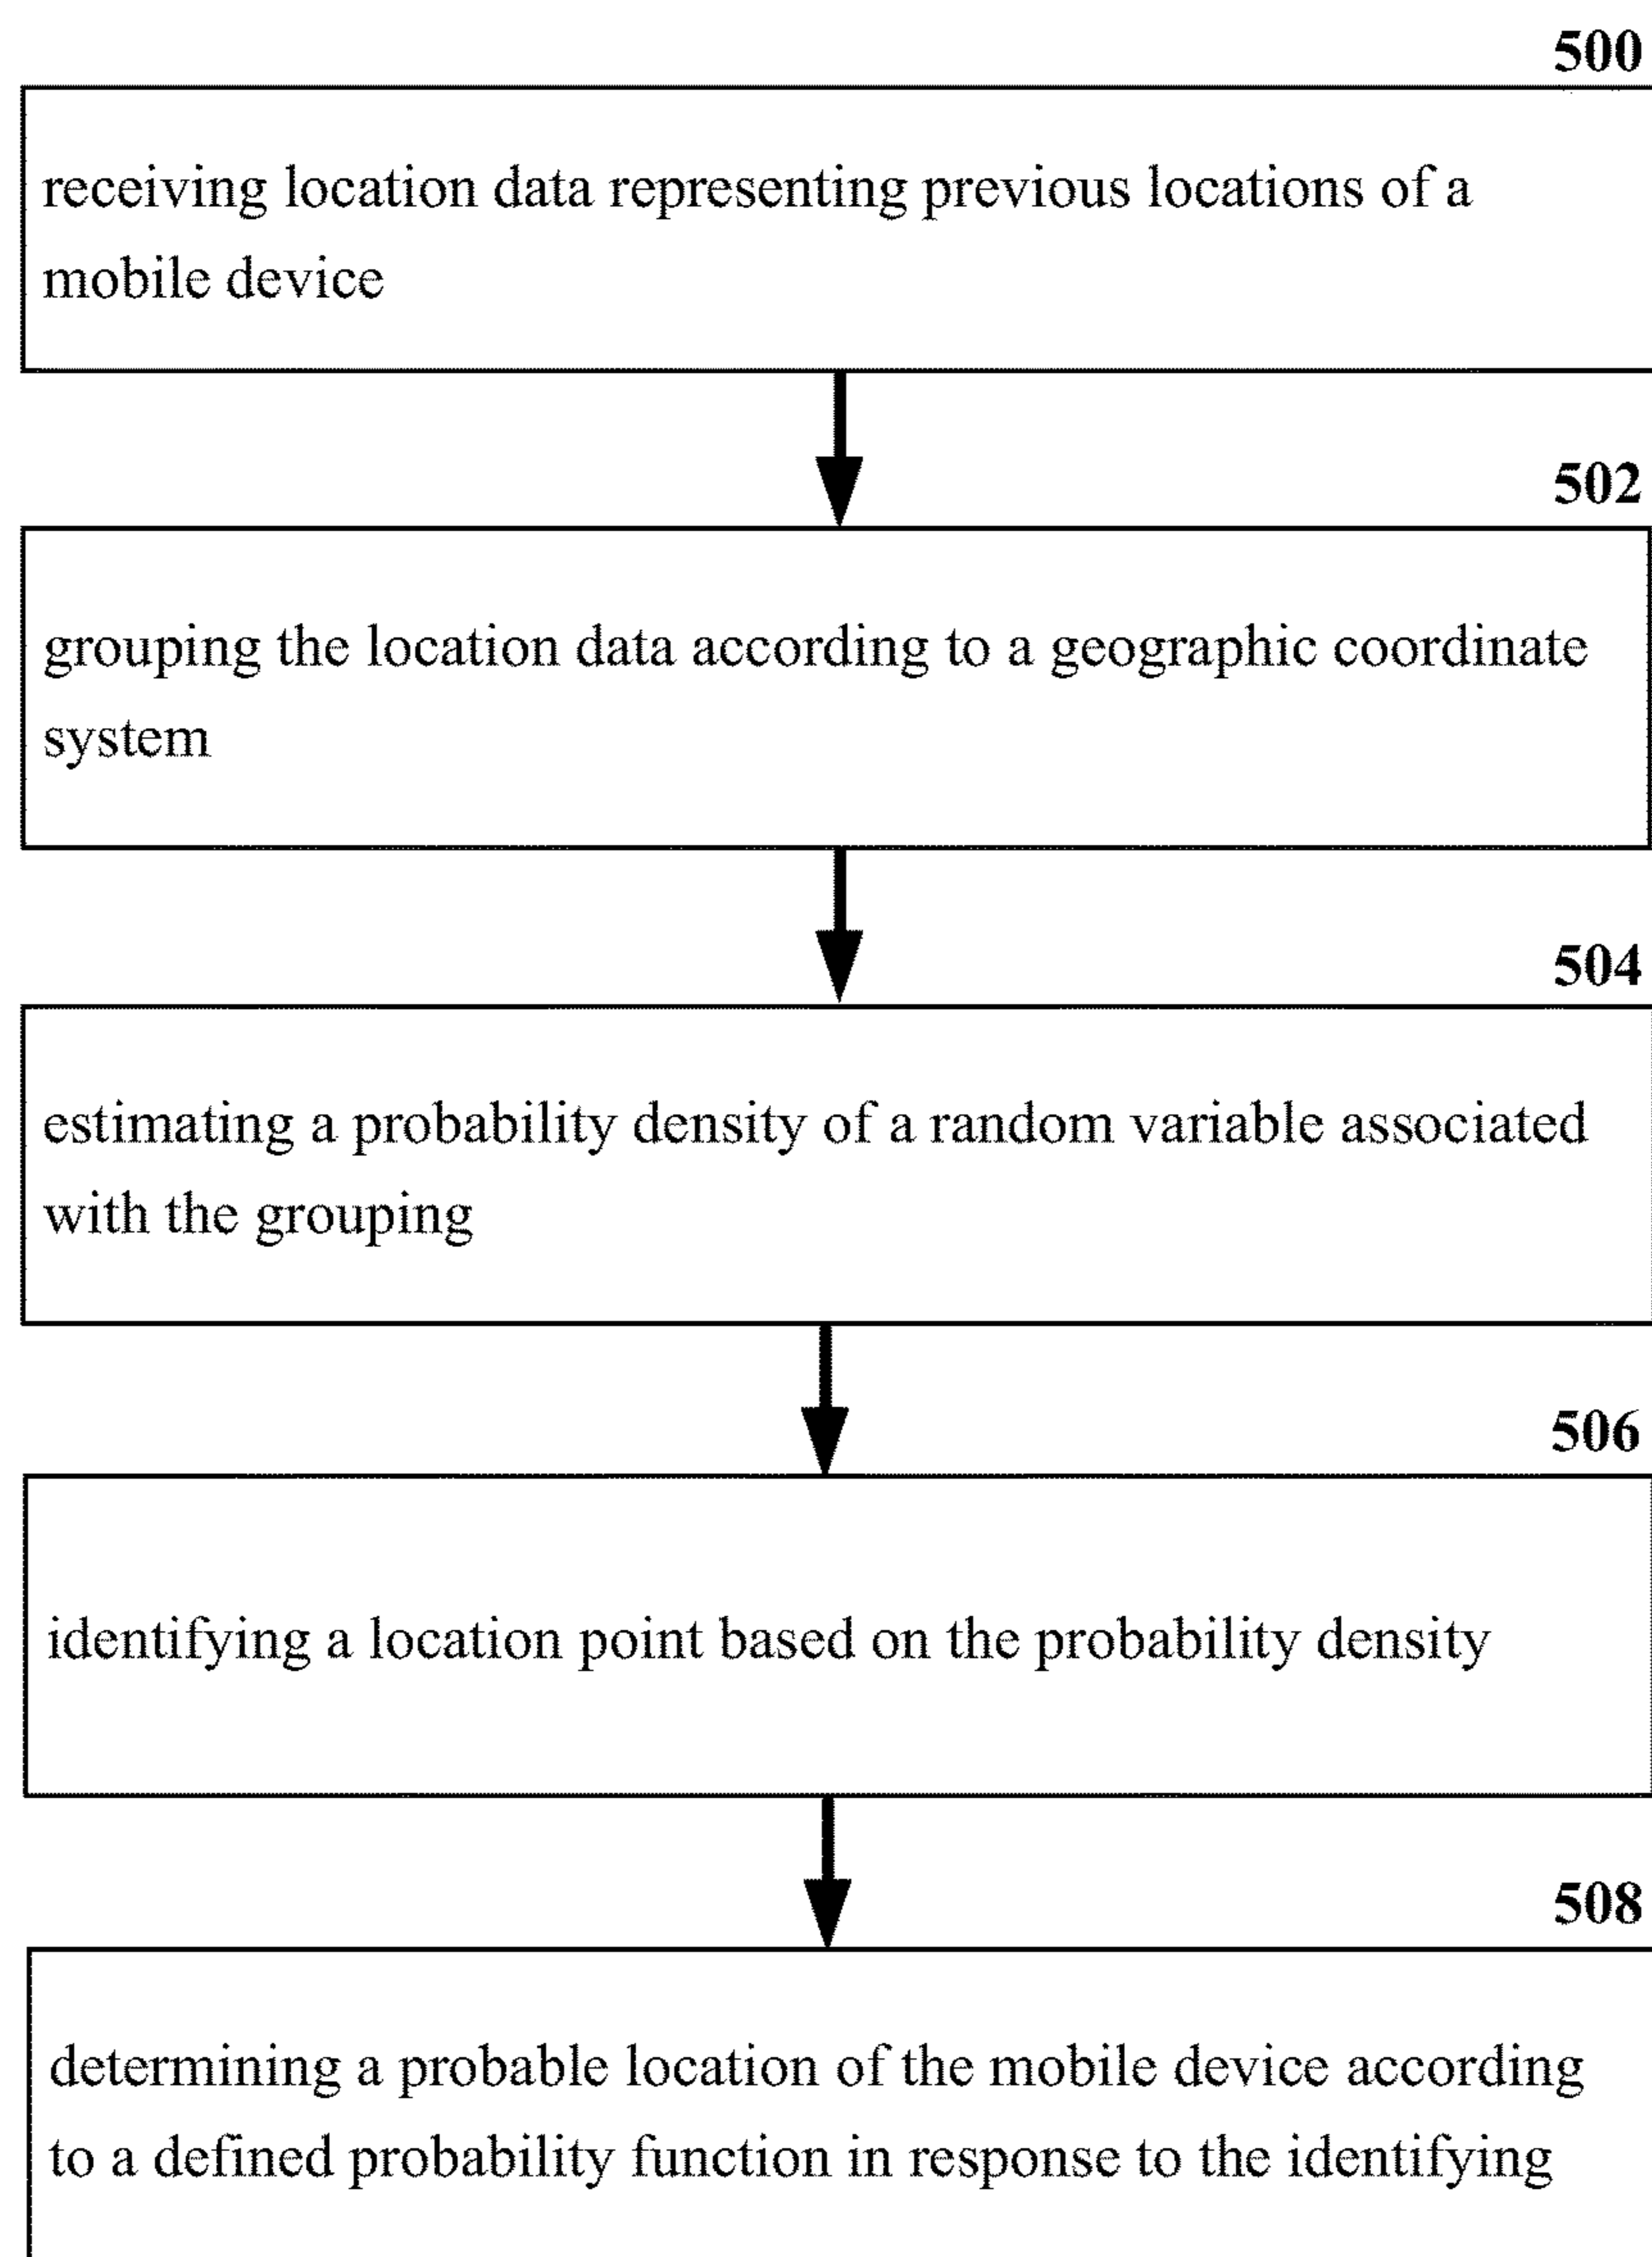 500
receiving location data representing previous locations of a
mobile device
502
grouping the location data according to a geographic coordinate
system
504
estimating a probability density of a random variable associated
with the grouping
506
identifying a location point based on the probability density
508
determining a probable location of the mobile device according
to a defined probability function in response to the identifying